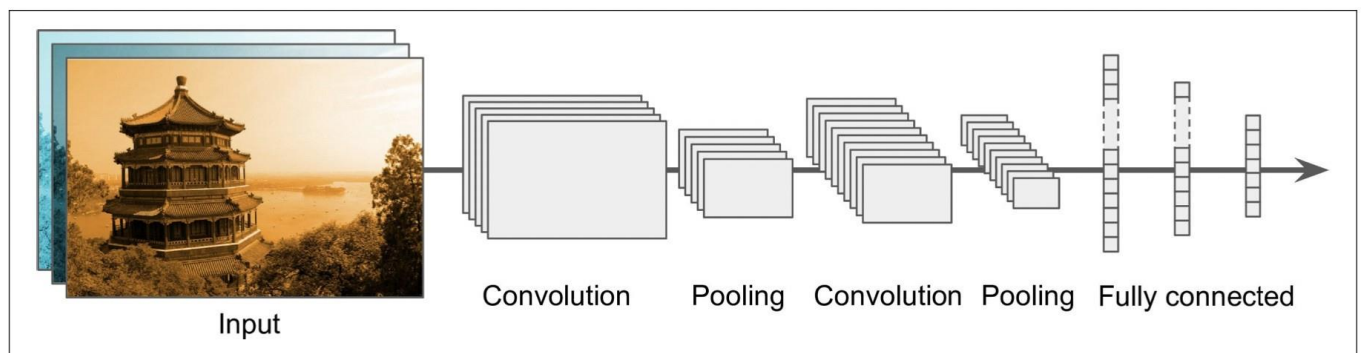 Input
Convolution
Pooling
Convolution
Pooling
Fully connected